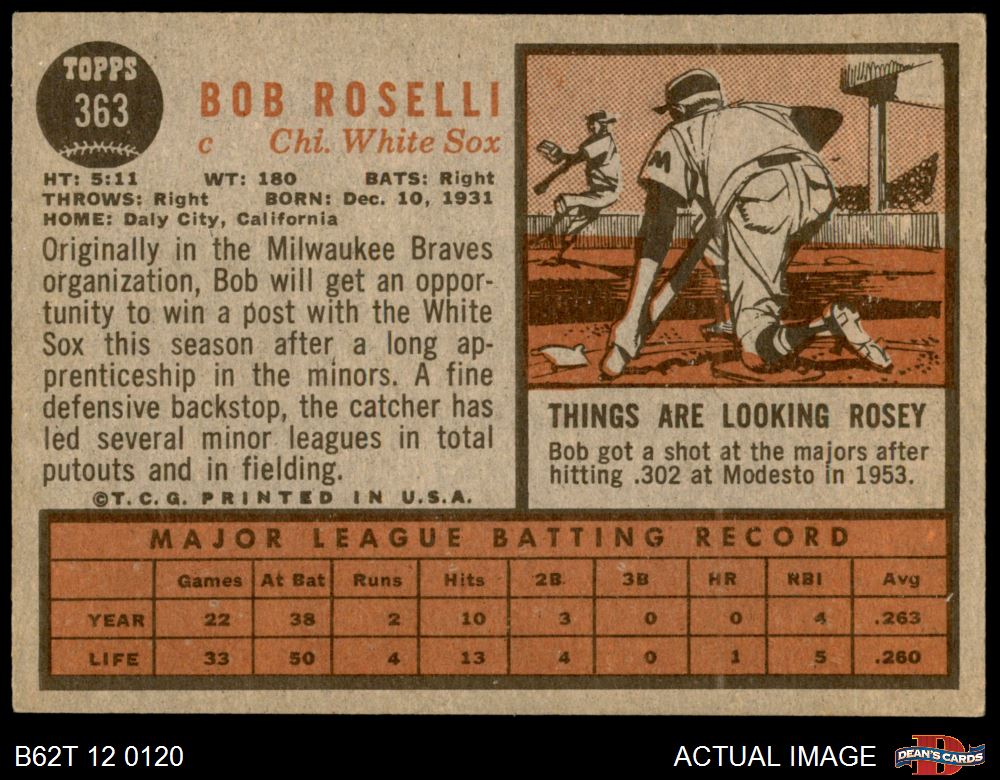 TOPPS
363
BOB ROSELLI
c Chi. White Sox
HT: 5:11 WT: 180 BATS: Right
THROWS: Right BORN: Dec. 10, 1931
HOME: Daly City, California
Originally in the Milwaukee Braves
organization, Bob will get an oppor-
tunity to win a post with the White
Sox this season after a long ap-
prenticeship in the minors. A fine
defensive backstop, the catcher has
led several minor leagues in total
putouts and in fielding.
©T.C.G. PRINTED IN U.S.A.
M
THINGS ARE LOOKING ROSEY
Bob got a shot at the majors after
hitting .302 at Modesto in 1953.
MAJOR LEAGUE BATTING RECORD
Games At Bat Runs Hits 2B 3B HR RBI Avg
YEAR 22 38 2 10 3 0 0 4 .263
LIFE 33 50 4 13 4 0 1 5 .260
B62T 12 0120 ACTUAL IMAGE
D
DEAN'S CARDS